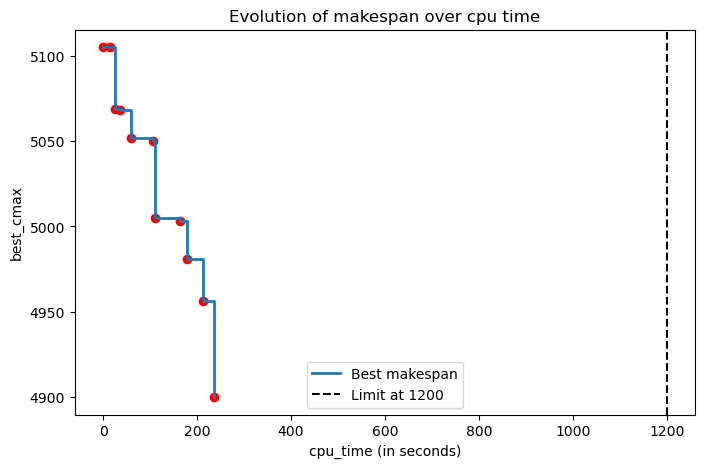 Evolution of makespan over cpu time
best_cmax
5100
5050
5000
4950
4900
Best makespan
Limit at 1200
0 200 400 600 800 1000 1200
cpu_time (in seconds)